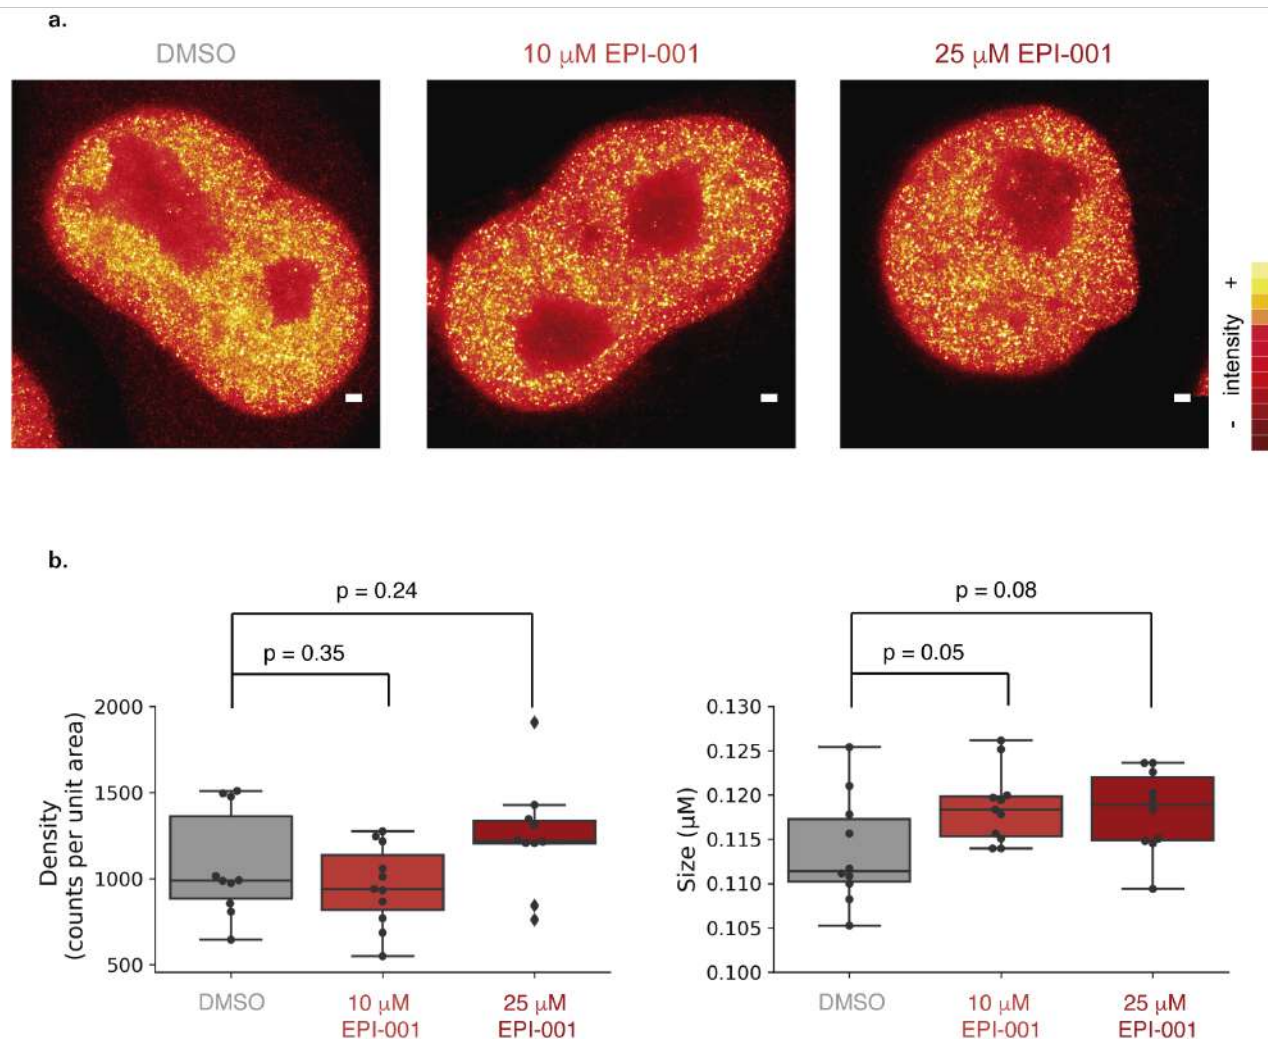 a.
DMSO
10 μM EPI-001
25 μM EPI-001
- intensity +
b.
p = 0.24
p = 0.35
2000
1500
1000
500
Density
(counts per unit area)
DMSO
10 μM
EPI-001
25 μM
EPI-001
p = 0.08
p = 0.05
0.130
0.125
0.120
0.115
0.110
0.105
0.100
Size (μM)
DMSO
10 μM
EPI-001
25 μM
EPI-001